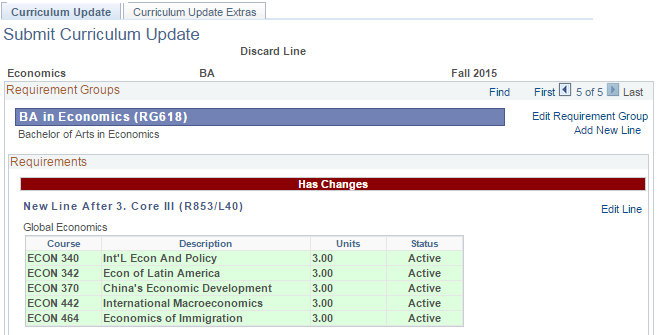 Curriculum Update Curriculum Update Extras
Submit Curriculum Update
Discard Line
Economics BA Fall 2015
Requirement Groups Find First 5 of 5 Last
BA in Economics (RG618) Edit Requirement Group
Bachelor of Arts in Economics Add New Line
Requirements
Has Changes
New Line After 3. Core III (R853/L40) Edit Line
Global Economics
Course Description Units Status
ECON 340 Int'L Econ And Policy 3.00 Active
ECON 342 Econ of Latin America 3.00 Active
ECON 370 China's Economic Development 3.00 Active
ECON 442 International Macroeconomics 3.00 Active
ECON 464 Economics of Immigration 3.00 Active